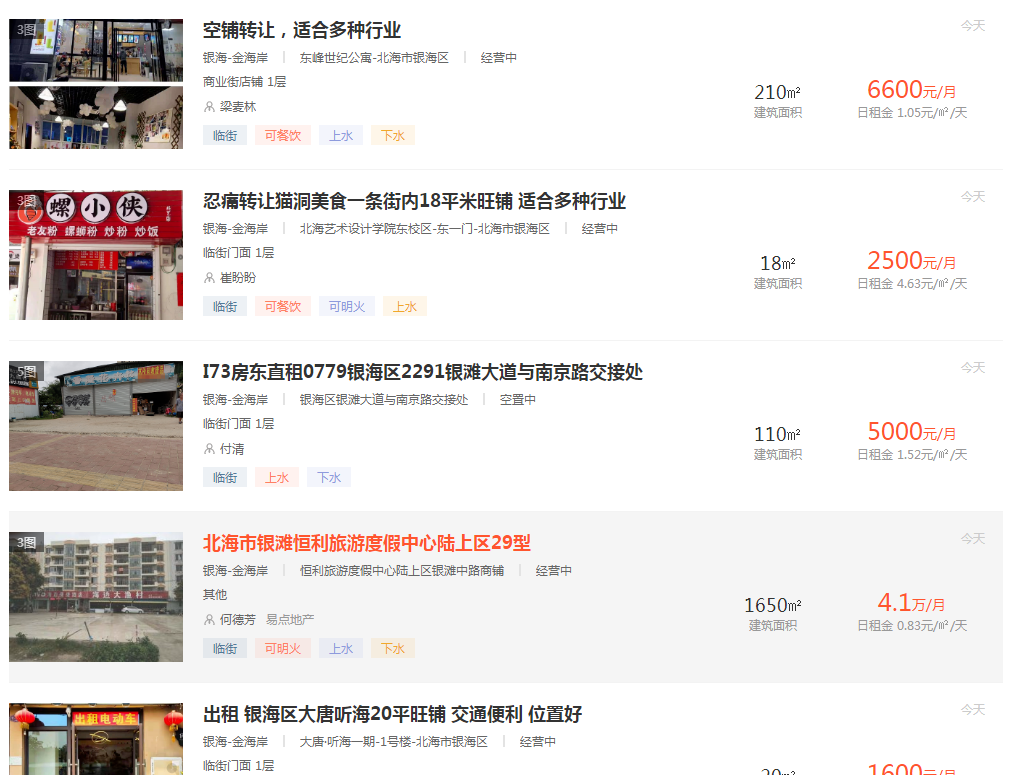 3图
空铺转让，适合多种行业
今天
银海-金海岸 东峰世纪公寓-北海市银海区 经营中
商业街店铺 1层
梁麦林
210m² 6600元/月
建筑面积 日租金 1.05元/㎡/天
临街 可餐饮 上水 下水
3图
忍痛转让猫洞美食一条街内18平米旺铺 适合多种行业
今天
螺小侠
老友粉 螺蛳粉 炒粉 炒饭
银海-金海岸 北海艺术设计学院东校区-东一门-北海市银海区 经营中
临街门面 1层
崔盼盼
18m² 2500元/月
建筑面积 日租金 4.63元/㎡/天
临街 可餐饮 可明火 上水
5图
I73房东直租0779银海区2291银滩大道与南京路交接处
今天
银海-金海岸 银海区银滩大道与南京路交接处 空置中
临街门面 1层
付清
110m² 5000元/月
建筑面积 日租金 1.52元/㎡/天
临街 上水 下水
3图
北海市银滩恒利旅游度假中心陆上区29型
今天
银海-金海岸 恒利旅游度假中心陆上区银滩中路商铺 经营中
其他
海边大渔村
何德芳 易点地产
1650m² 4.1万/月
建筑面积 日租金 0.83元/㎡/天
临街 可明火 上水 下水
出租电动车
出租 银海区大唐听海20平旺铺 交通便利 位置好
今天
银海-金海岸 大唐·听海一期-1号楼-北海市银海区 经营中
临街门面 1层
20m² 1600元/月